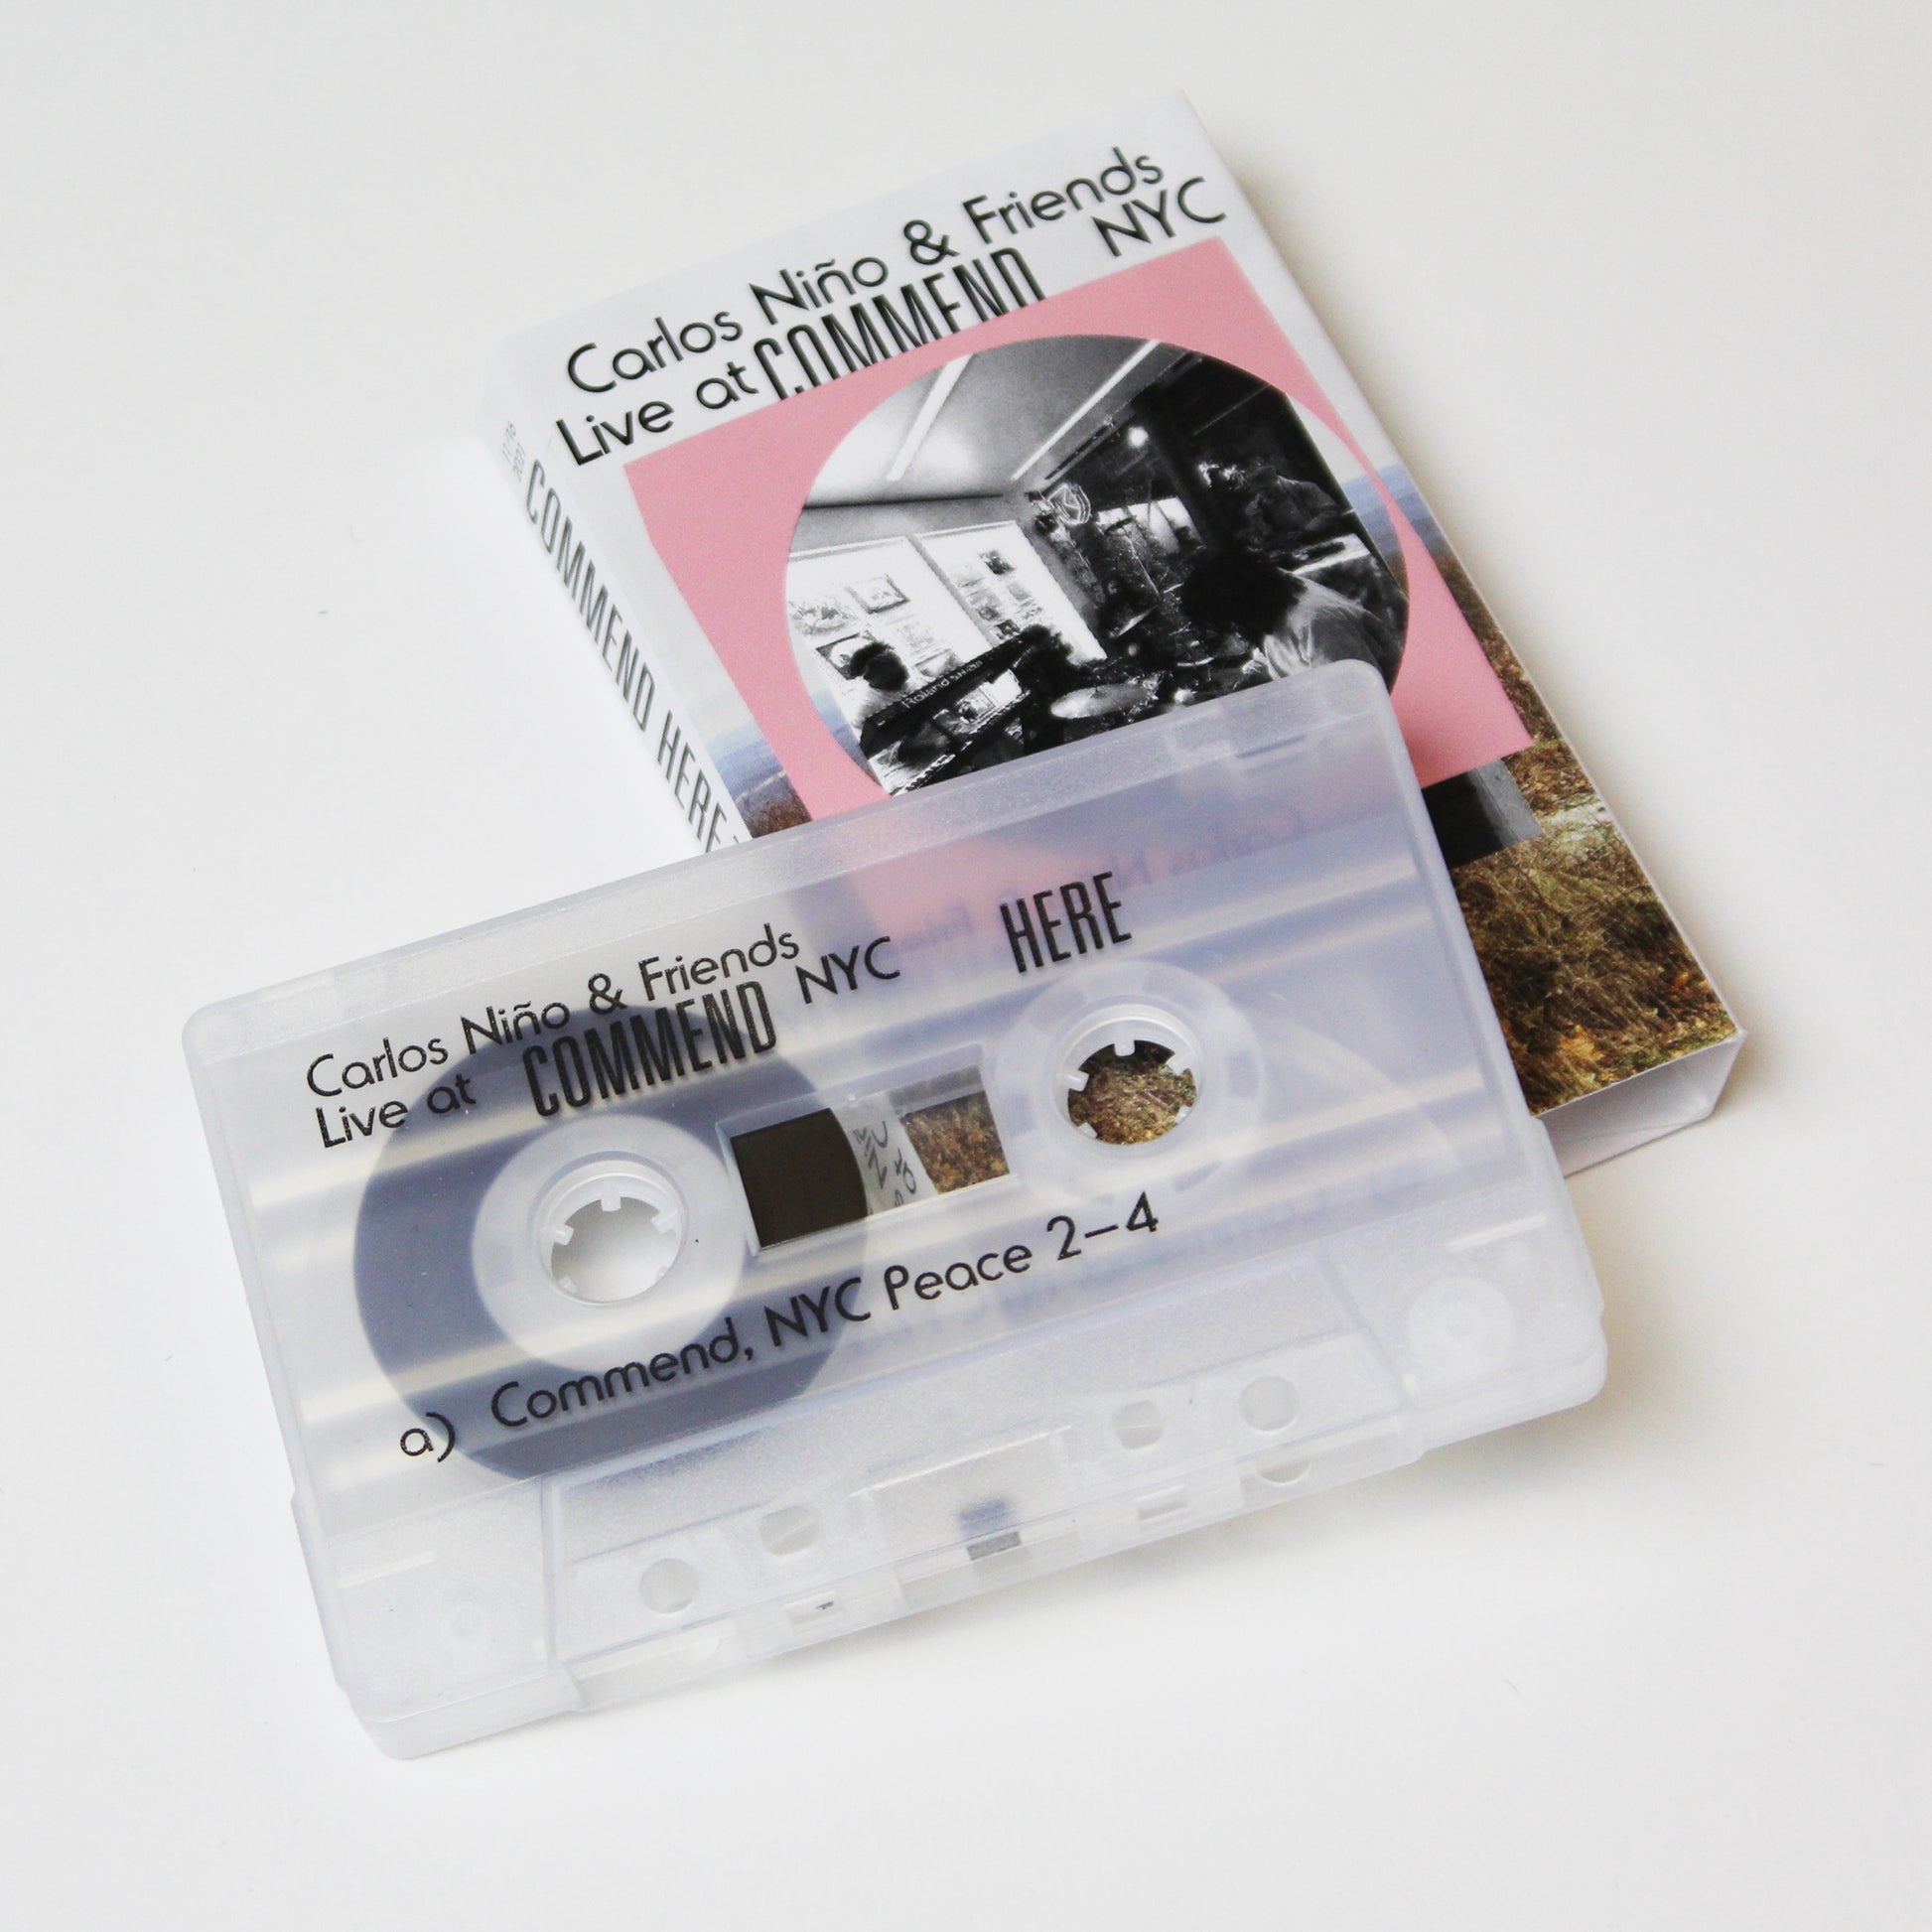 Carlos Niño & Friends
Live at COMMEND NYC
COMMEND HERE
Roland
Carlos Niño & Friends
Live at COMMEND NYC
HERE
a) Commend, NYC Peace 2–4